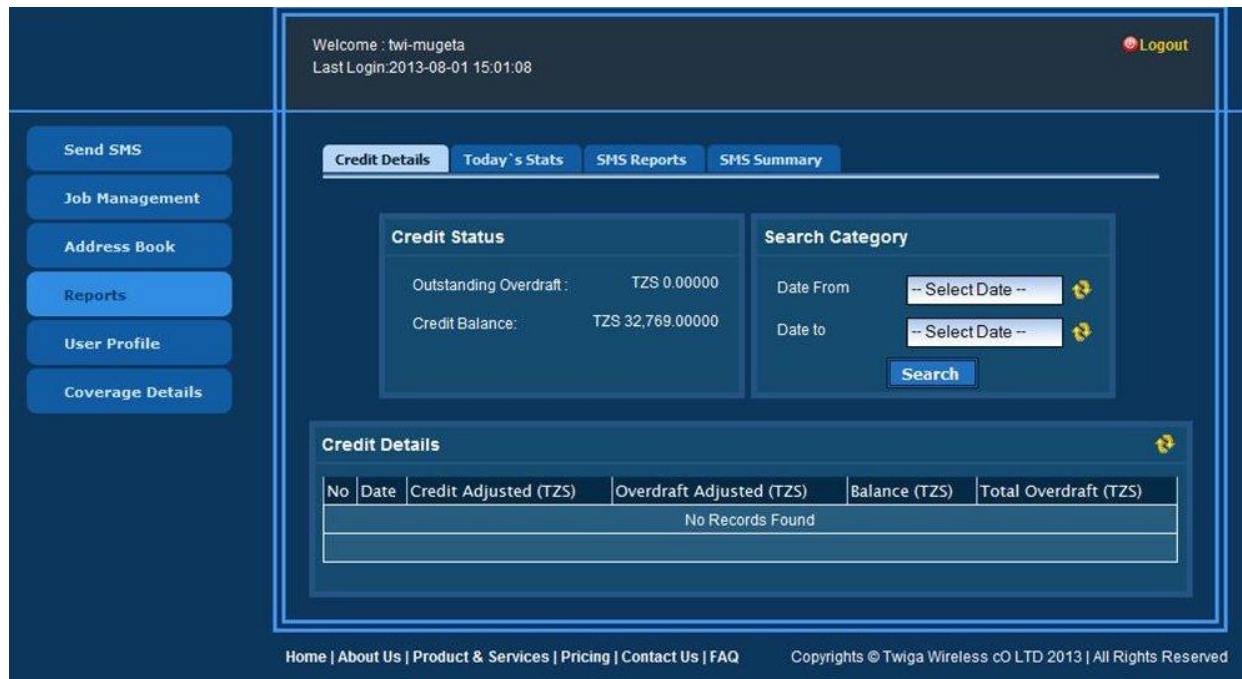 Welcome : twi-mugeta
Logout
Last Login:2013-08-01 15:01:08
Send SMS
Job Management
Address Book
Reports
User Profile
Coverage Details
Credit Details Today`s Stats SMS Reports SMS Summary
Credit Status
Outstanding Overdraft : TZS 0.00000
Credit Balance: TZS 32,769.00000
Search Category
Date From -- Select Date --
Date to -- Select Date --
Search
Credit Details
No Date Credit Adjusted (TZS) Overdraft Adjusted (TZS) Balance (TZS) Total Overdraft (TZS)
No Records Found
Home | About Us | Product & Services | Pricing | Contact Us | FAQ Copyrights © Twiga Wireless cO LTD 2013 | All Rights Reserved